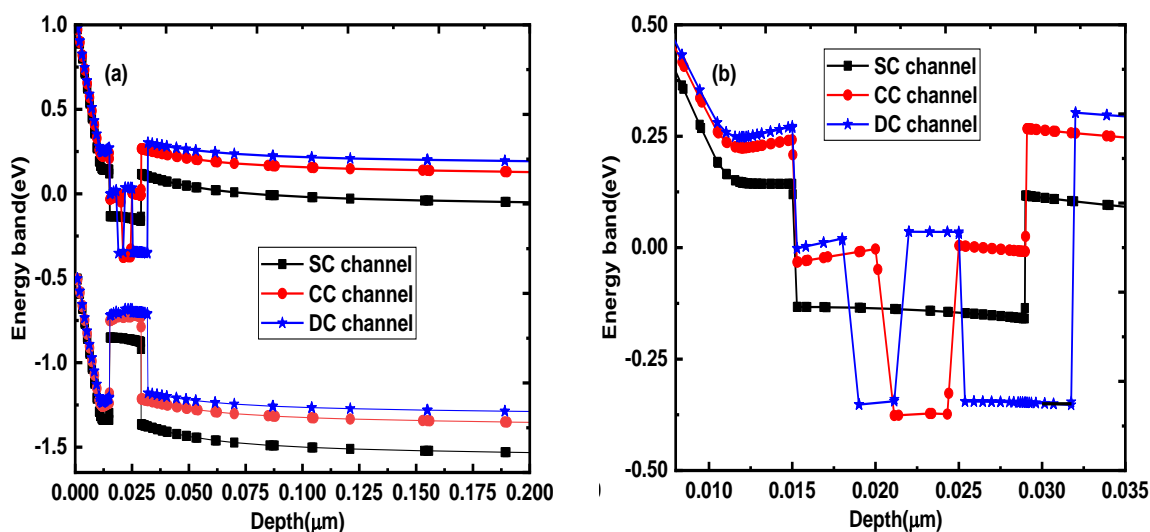 (a)
SC channel
CC channel
DC channel
Energy band(eV)
1.0
0.5
0.0
-0.5
-1.0
-1.5
0.000 0.025 0.050 0.075 0.100 0.125 0.150 0.175 0.200
Depth(μm)
(b)
SC channel
CC channel
DC channel
Energy band(eV)
0.50
0.25
0.00
-0.25
-0.50
0.010 0.015 0.020 0.025 0.030 0.035
Depth(μm)